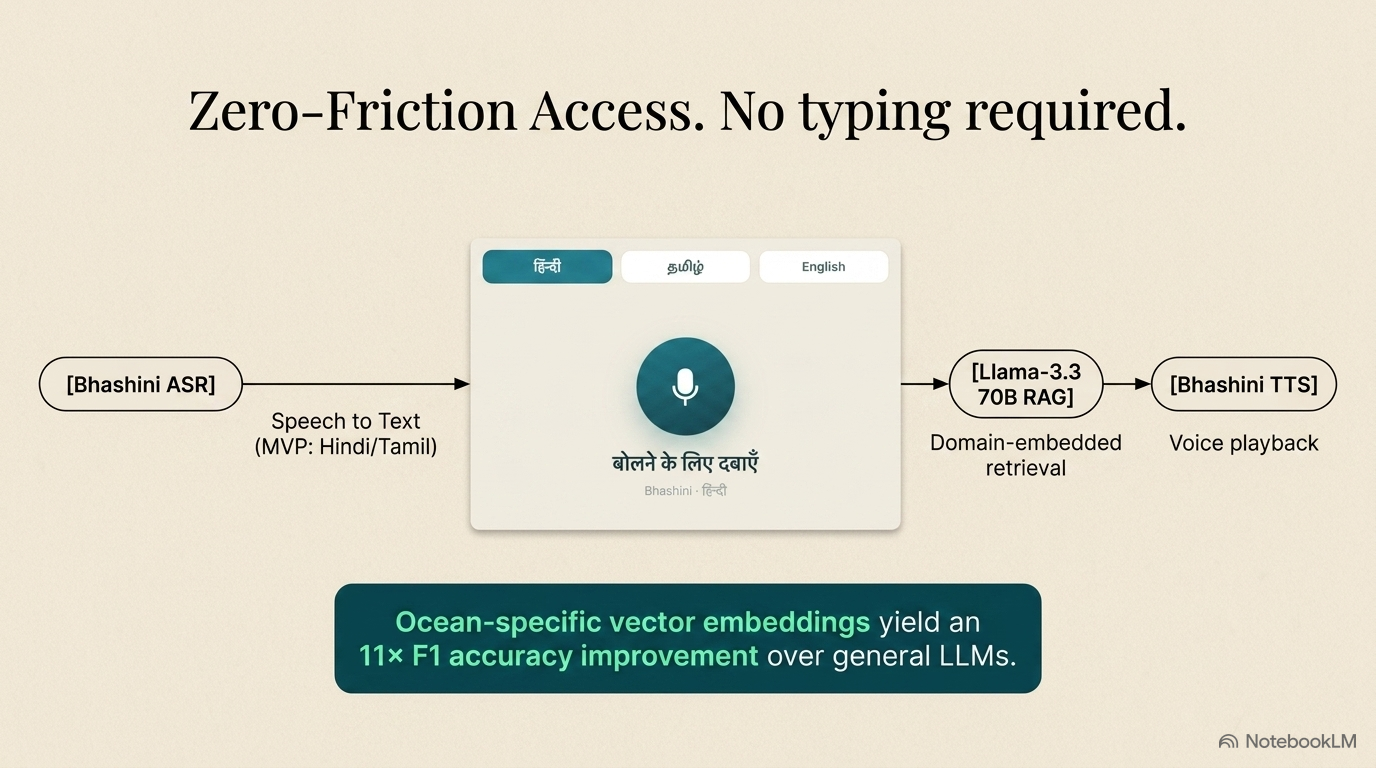 Zero-Friction Access. No typing required.
[Bhashini ASR]
Speech to Text
(MVP: Hindi/Tamil)
हिन्दी
தமிழ்
English
बोलने के लिए दबाएँ
Bhashini · हिन्दी
[Llama-3.3
70B RAG]
Domain-embedded
retrieval
[Bhashini TTS]
Voice playback
Ocean-specific vector embeddings yield an
11× F1 accuracy improvement over general LLMs.
NotebookLM